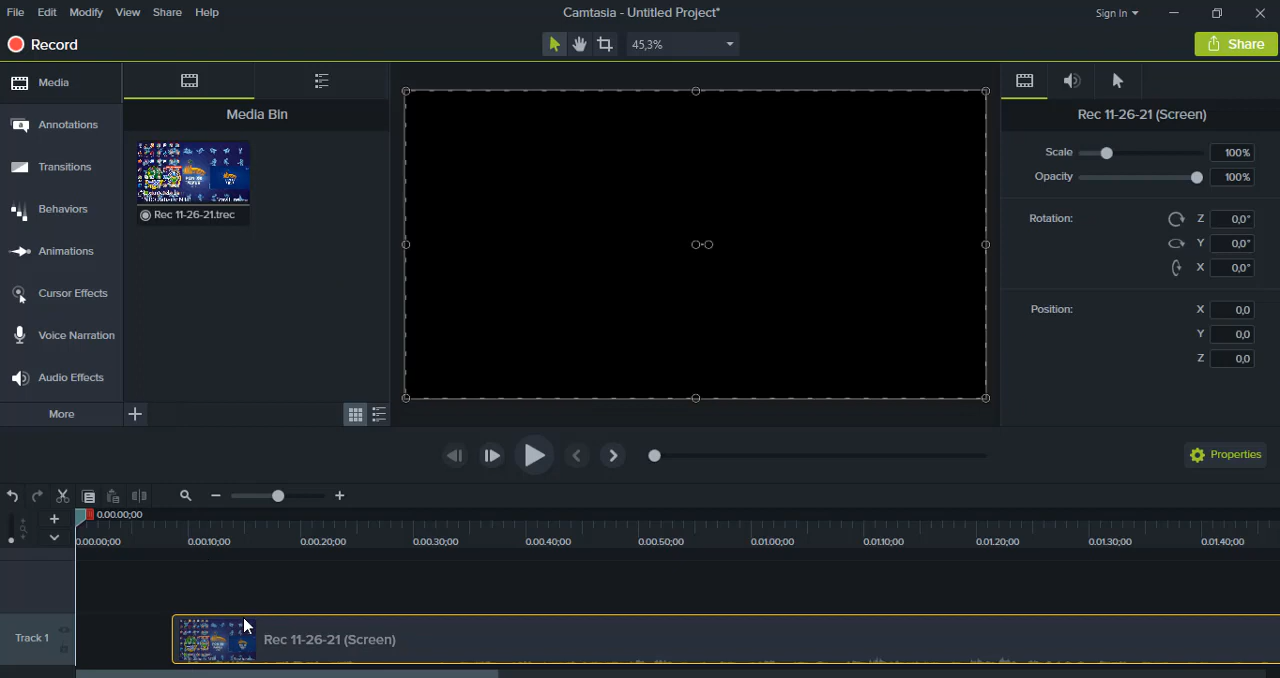 File Edit Modify View Share Help
Camtasia - Untitled Project*
Sign In
Record
45,3%
Share
Media
Annotations
Transitions
Behaviors
Animations
Cursor Effects
Voice Narration
Audio Effects
More
Media Bin
Rec 11-26-21.trec
Rec 11-26-21 (Screen)
Scale 100%
Opacity 100%
Rotation: Z 0,0°
Y 0,0°
X 0,0°
Position: X 0,0
Y 0,0
Z 0,0
Properties
0.00.00;00
0.00.00;00 0.00.10;00 0.00.20;00 0.00.30;00 0.00.40;00 0.00.50;00 0.01.00;00 0.01.10;00 0.01.20;00 0.01.30;00 0.01.40;00
Track 1
Rec 11-26-21 (Screen)